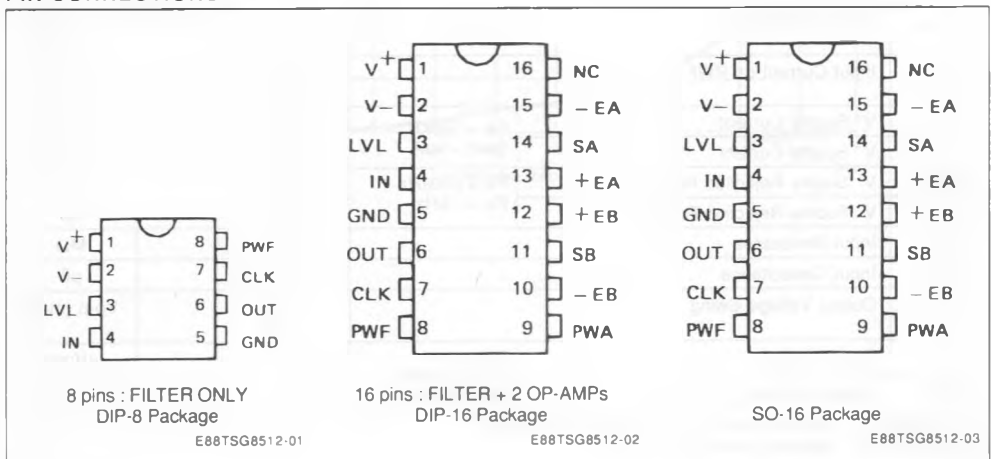 V+ 1 8 PWF
V- 2 7 CLK
LVL 3 6 OUT
IN 4 5 GND
8 pins : FILTER ONLY
DIP-8 Package
E88TSG8512-01
V+ 1 16 NC
V- 2 15 - EA
LVL 3 14 SA
IN 4 13 + EA
GND 5 12 + EB
OUT 6 11 SB
CLK 7 10 - EB
PWF 8 9 PWA
16 pins : FILTER + 2 OP-AMPs
DIP-16 Package
E88TSG8512-02
V+ 1 16 NC
V- 2 15 - EA
LVL 3 14 SA
IN 4 13 + EA
GND 5 12 + EB
OUT 6 11 SB
CLK 7 10 - EB
PWF 8 9 PWA
SO-16 Package
E88TSG8512-03